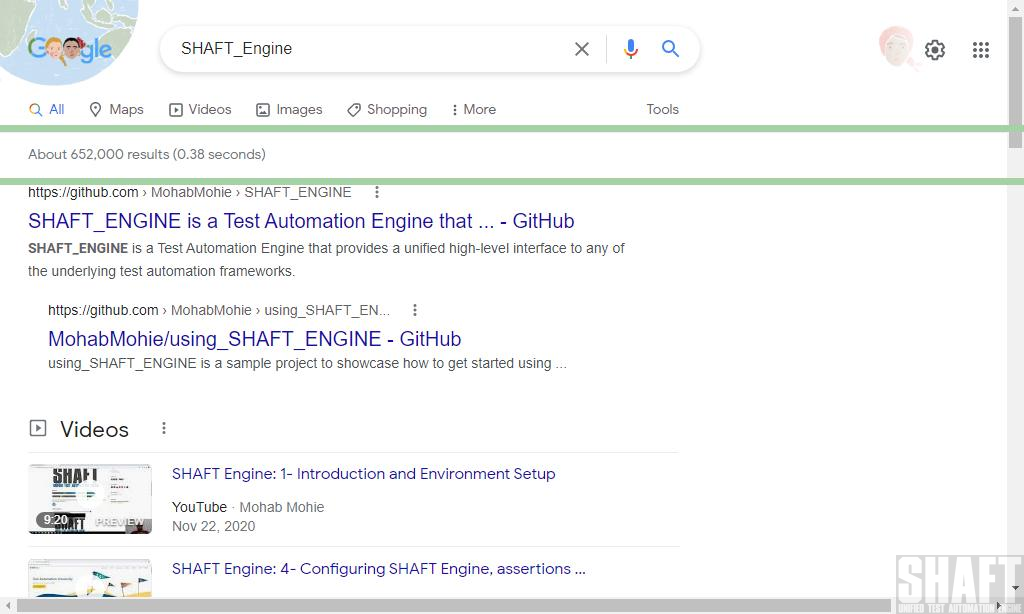 Google
SHAFT_Engine
All Maps Videos Images Shopping More Tools
About 652,000 results (0.38 seconds)
https://github.com › MohabMohie › SHAFT_ENGINE
SHAFT_ENGINE is a Test Automation Engine that ... - GitHub
SHAFT_ENGINE is a Test Automation Engine that provides a unified high-level interface to any of
the underlying test automation frameworks.
https://github.com › MohabMohie › using_SHAFT_EN...
MohabMohie/using_SHAFT_ENGINE - GitHub
using_SHAFT_ENGINE is a sample project to showcase how to get started using ...
Videos
SHAFT
SHAFT Engine: 1- Introduction and Environment Setup
YouTube · Mohab Mohie
9:20 PREVIEW
Nov 22, 2020
SHAFT Engine: 4- Configuring SHAFT Engine, assertions ...
SHAFT
UNIFIED TEST AUTOMATION